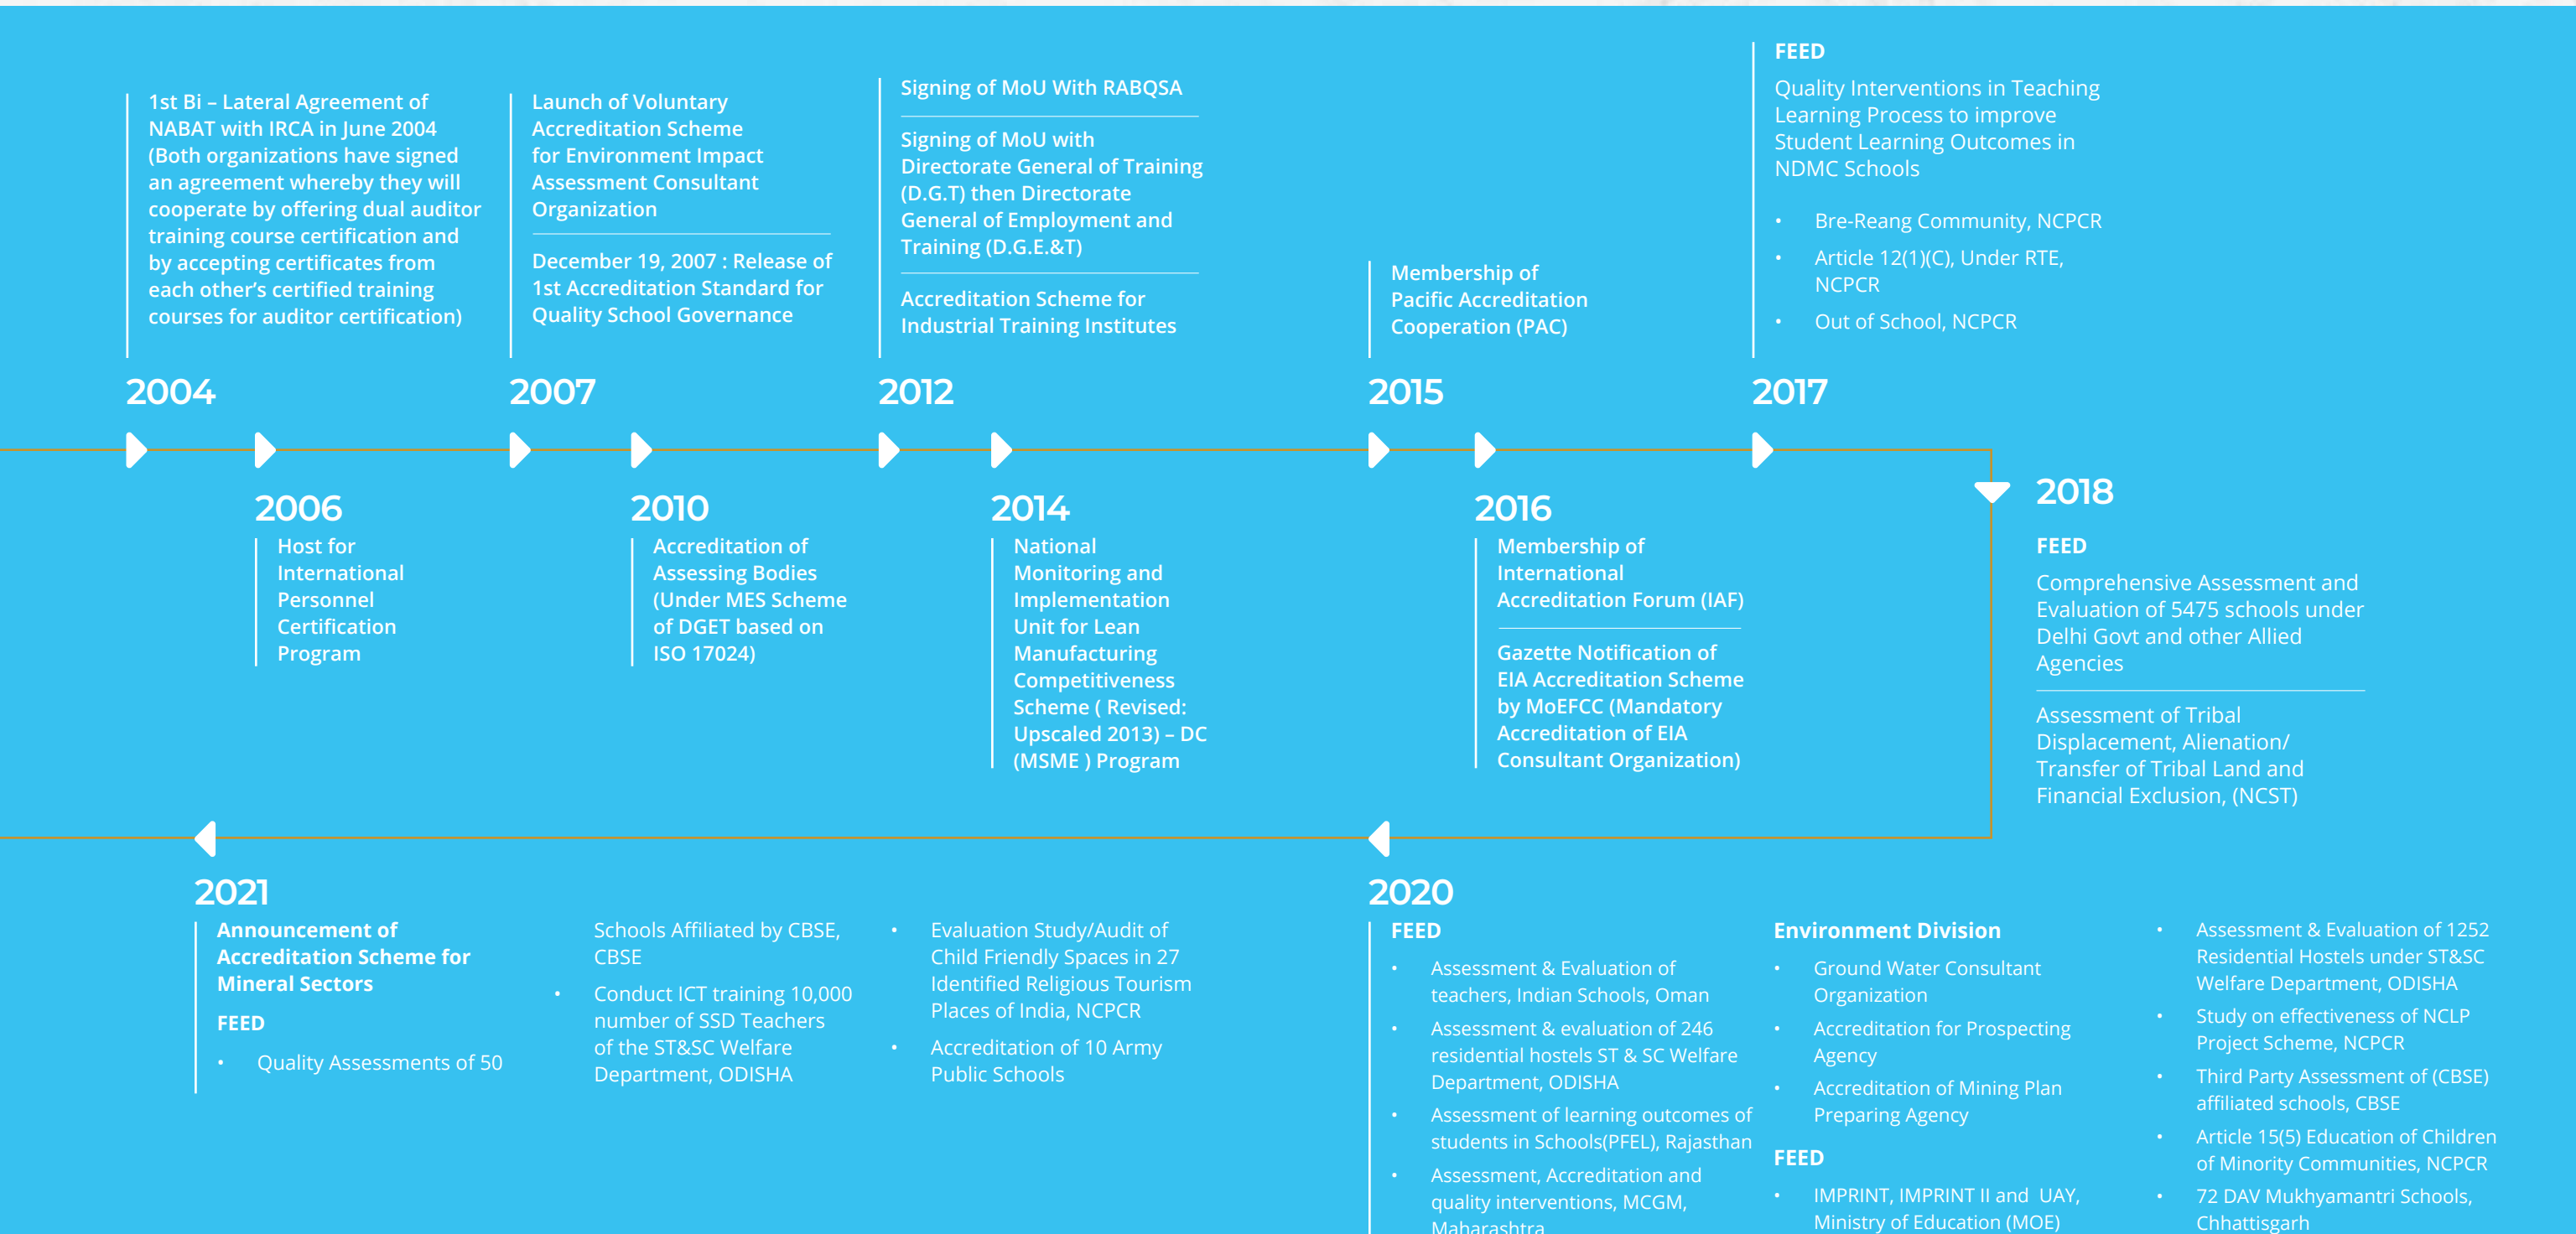 1st Bi – Lateral Agreement of
NABAT with IRCA in June 2004
(Both organizations have signed
an agreement whereby they will
cooperate by offering dual auditor
training course certification and
by accepting certificates from
each other’s certified training
courses for auditor certification)
2004
2006
Host for
International
Personnel
Certification
Program
Launch of Voluntary
Accreditation Scheme
for Environment Impact
Assessment Consultant
Organization
December 19, 2007 : Release of
1st Accreditation Standard for
Quality School Governance
2007
2010
Accreditation of
Assessing Bodies
(Under MES Scheme
of DGET based on
ISO 17024)
Signing of MoU With RABQSA
Signing of MoU with
Directorate General of Training
(D.G.T) then Directorate
General of Employment and
Training (D.G.E.&T)
Accreditation Scheme for
Industrial Training Institutes
2012
2014
National
Monitoring and
Implementation
Unit for Lean
Manufacturing
Competitiveness
Scheme ( Revised:
Upscaled 2013) – DC
(MSME ) Program
Membership of
Pacific Accreditation
Cooperation (PAC)
2015
2016
Membership of
International
Accreditation Forum (IAF)
Gazette Notification of
EIA Accreditation Scheme
by MoEFCC (Mandatory
Accreditation of EIA
Consultant Organization)
FEED
Quality Interventions in Teaching
Learning Process to improve
Student Learning Outcomes in
NDMC Schools
• Bre-Reang Community, NCPCR
• Article 12(1)(C), Under RTE,
NCPCR
• Out of School, NCPCR
2017
2018
FEED
Comprehensive Assessment and
Evaluation of 5475 schools under
Delhi Govt and other Allied
Agencies
Assessment of Tribal
Displacement, Alienation/
Transfer of Tribal Land and
Financial Exclusion, (NCST)
2020
FEED
• Assessment & Evaluation of
teachers, Indian Schools, Oman
• Assessment & evaluation of 246
residential hostels ST & SC Welfare
Department, ODISHA
• Assessment of learning outcomes of
students in Schools(PFEL), Rajasthan
• Assessment, Accreditation and
quality interventions, MCGM,
Maharashtra
Environment Division
• Ground Water Consultant
Organization
• Accreditation for Prospecting
Agency
• Accreditation of Mining Plan
Preparing Agency
FEED
• IMPRINT, IMPRINT II and UAY,
Ministry of Education (MOE)
• Assessment & Evaluation of 1252
Residential Hostels under ST&SC
Welfare Department, ODISHA
• Study on effectiveness of NCLP
Project Scheme, NCPCR
• Third Party Assessment of (CBSE)
affiliated schools, CBSE
• Article 15(5) Education of Children
of Minority Communities, NCPCR
• 72 DAV Mukhyamantri Schools,
Chhattisgarh
2021
Announcement of
Accreditation Scheme for
Mineral Sectors
FEED
• Quality Assessments of 50
Schools Affiliated by CBSE,
CBSE
• Conduct ICT training 10,000
number of SSD Teachers
of the ST&SC Welfare
Department, ODISHA
• Evaluation Study/Audit of
Child Friendly Spaces in 27
Identified Religious Tourism
Places of India, NCPCR
• Accreditation of 10 Army
Public Schools